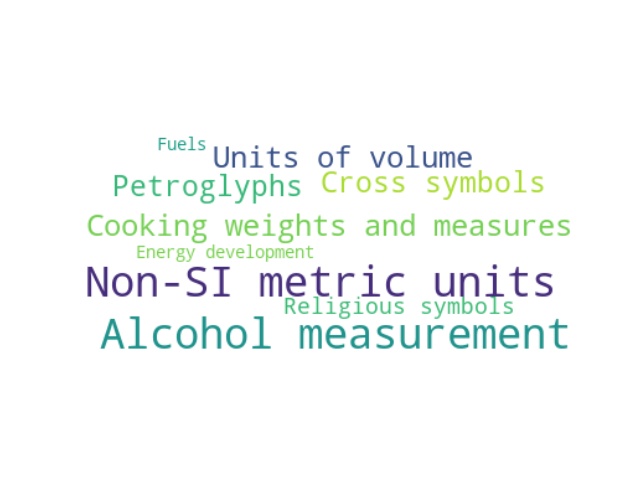 Fuels
Units of volume
Petroglyphs
Cross symbols
Cooking weights and measures
Energy development
Non-SI metric units
Religious symbols
Alcohol measurement